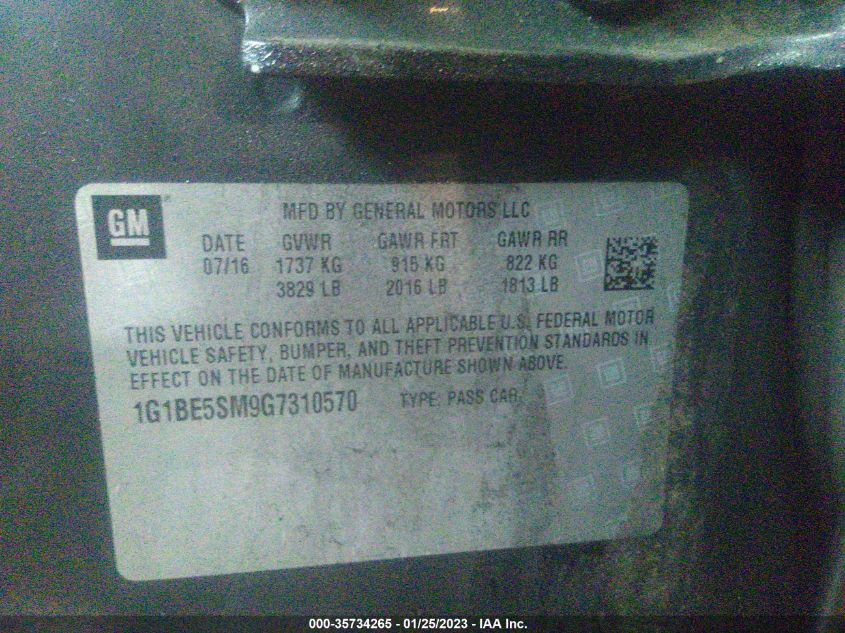 GM
MFD BY GENERAL MOTORS LLC
DATE GVWR GAWR FRT GAWR RR
07/16 1737 KG 915 KG 822 KG
3829 LB 2016 LB 1813 LB
THIS VEHICLE CONFORMS TO ALL APPLICABLE U.S. FEDERAL MOTOR
VEHICLE SAFETY, BUMPER, AND THEFT PREVENTION STANDARDS IN
EFFECT ON THE DATE OF MANUFACTURE SHOWN ABOVE.
1G1BE5SM9G7310570 TYPE: PASS CAR
000-35734265 - 01/25/2023 - IAA Inc.